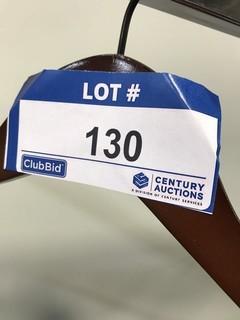 LOT #
130
ClubBid
CENTURY
AUCTIONS
A DIVISION OF CENTURY SERVICES